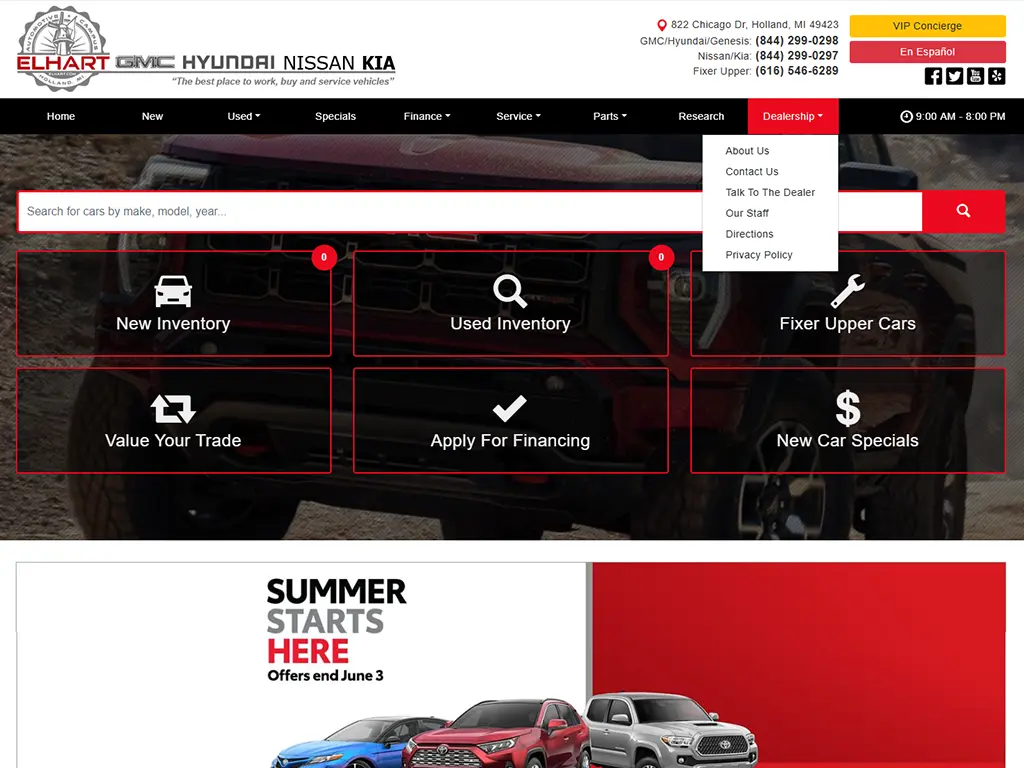 AUTOMOTIVE CAMPUS
ELHART
ELHART.COM
HOLLAND, MI
GMC HYUNDAI NISSAN KIA
“The best place to work, buy and service vehicles”
822 Chicago Dr, Holland, MI 49423
GMC/Hyundai/Genesis: (844) 299-0298
Nissan/Kia: (844) 299-0297
Fixer Upper: (616) 546-6289
VIP Concierge
En Español
You Tube
Home New Used Specials Finance Service Parts Research Dealership 9:00 AM - 8:00 PM
About Us
Contact Us
Talk To The Dealer
Our Staff
Directions
Privacy Policy
Search for cars by make, model, year...
0
New Inventory
0
Used Inventory
Fixer Upper Cars
Value Your Trade
Apply For Financing
New Car Specials
SUMMER
STARTS
HERE
Offers end June 3